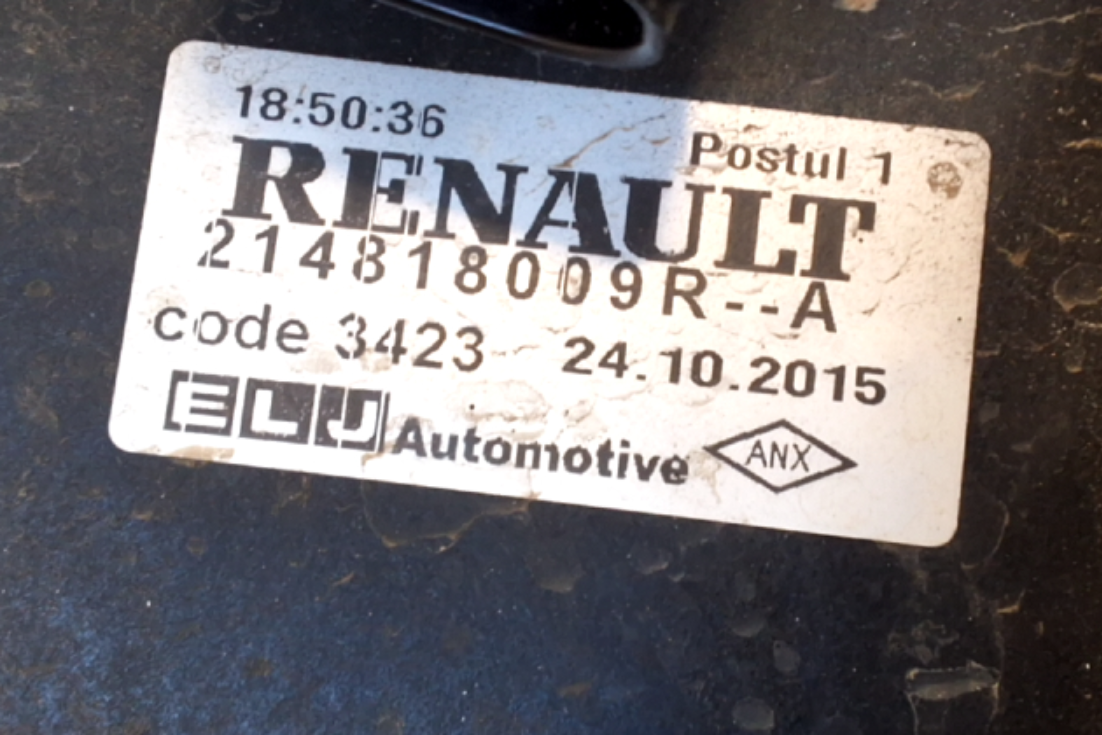 18:50:36
Postul 1
RENAULT
214818009R--A
code 3423 24.10.2015
ELJ Automotive ANX